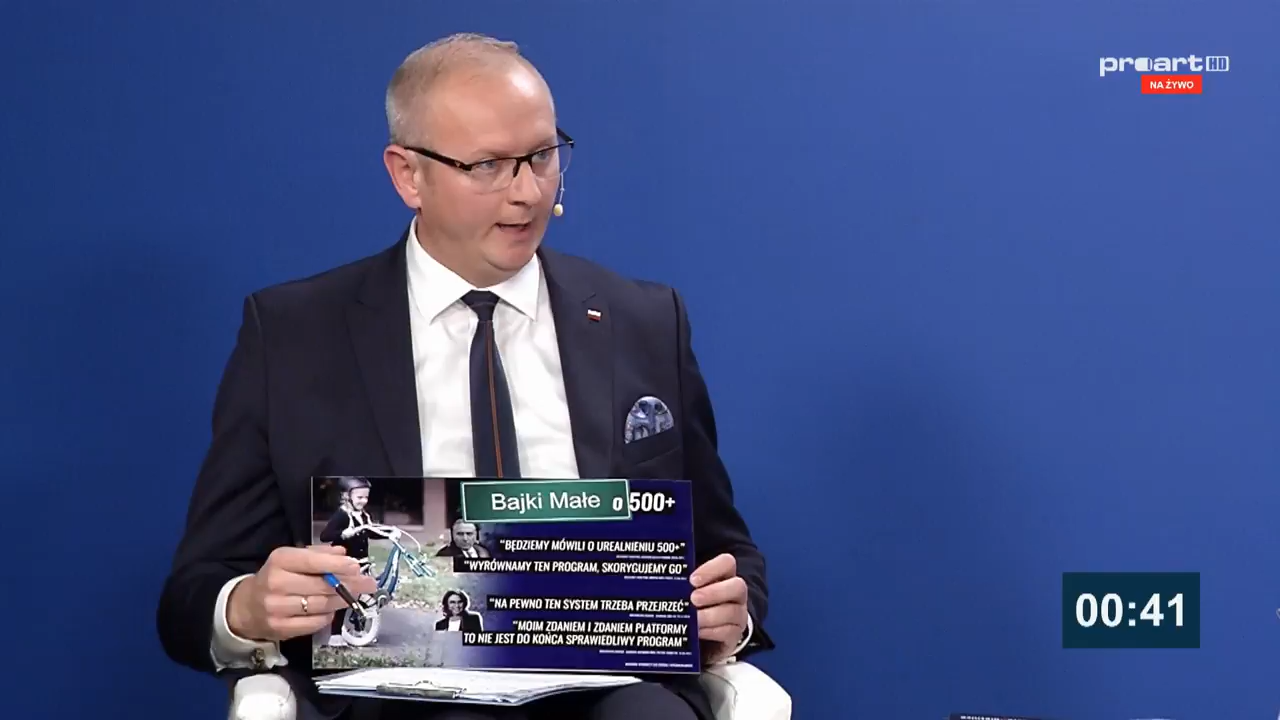 proart HD
NA ŻYWO
Bajki Małe o 500+
"BĘDZIEMY MÓWILI O UREALNIENIU 500+"
"WYRÓWNAMY TEN PROGRAM, SKORYGUJEMY GO"
"NA PEWNO TEN SYSTEM TRZEBA PRZEJRZEĆ"
"MOIM ZDANIEM I ZDANIEM PLATFORMY
TO NIE JEST DO KOŃCA SPRAWIEDLIWY PROGRAM"
00:41